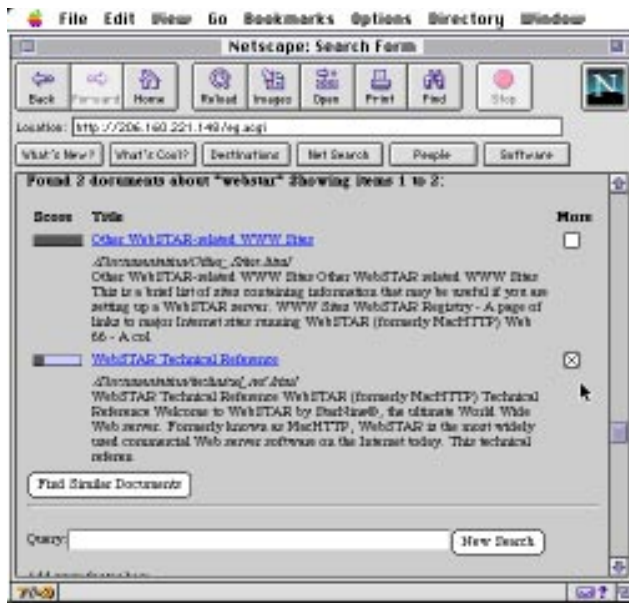 File Edit View Go Bookmarks Options Directory Window
Netscape: Search Form
Back Forward Home Reload Images Open Print Find Stop
N
Location: http://206.160.221.148/eg.acgi
What's New? What's Cool? Destinations Net Search People Software
Found 2 documents about "webstar" Showing items 1 to 2:
Score Title More
Other WebSTAR-related WWW Sites
Other WebSTAR-related WWW Sites Other WebSTAR related WWW Sites
This is a brief list of sites containing information that may be useful if you are
setting up a WebSTAR server. WWW Sites WebSTAR Registry - A page of
links to major Internet sites running WebSTAR (formerly MacHTTP) Web
66 - A col
WebSTAR Technical Reference
/Documentation/technical_ref.html
WebSTAR Technical Reference WebSTAR (formerly MacHTTP) Technical
Reference Welcome to WebSTAR by StarNine®, the ultimate World Wide
Web server. Formerly known as MacHTTP, WebSTAR is the most widely
used commercial Web server software on the Internet today. This technical
referen
Find Similar Documents
Query: New Search